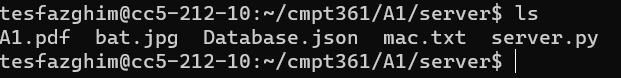 tesfazghim@cc5-212-10:~/cmpt361/A1/server$ ls
A1.pdf  bat.jpg  Database.json  mac.txt  server.py
tesfazghim@cc5-212-10:~/cmpt361/A1/server$